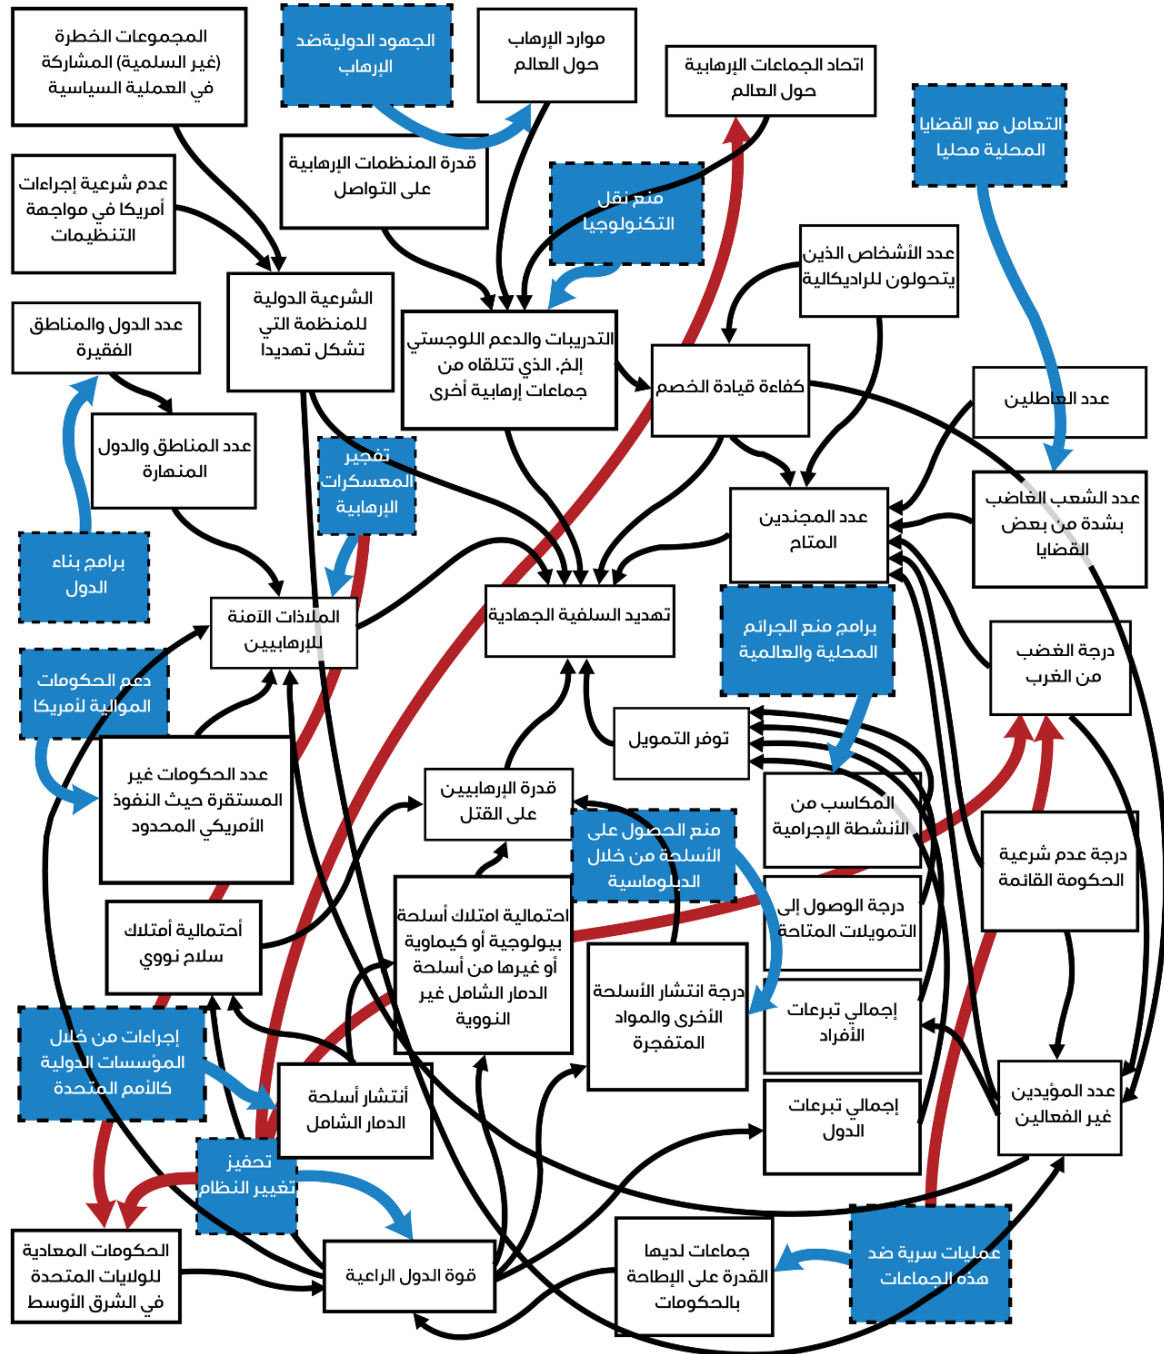 المجموعات الخطرة
(غير السلمية) المشاركة
في العملية السياسية
الجهود الدولية ضد
الإرهاب
موارد الإرهاب
حول العالم
اتحاد الجماعات الإرهابية
حول العالم
التعامل مع القضايا
المحلية محليا
عدم شرعية إجراءات
أمريكا في مواجهة
التنظيمات
قدرة المنظمات الإرهابية
على التواصل
منع نقل
التكنولوجيا
عدد الأشخاص الذين
يتحولون للراديكالية
الشرعية الدولية
للمنظمة التي
تشكل تهديدا
عدد الدول والمناطق
الفقيرة
التدريبات والدعم اللوجستي
إلخ. الذي تتلقاه من
جماعات إرهابية أخرى
كفاءة قيادة الخصم
عدد العاطلين
عدد المناطق والدول
المنهارة
تفجير
المعسكرات
الإرهابية
عدد المجندين
المتاح
عدد الشعب الغاضب
بشدة من بعض
القضايا
برامج بناء
الدول
الملاذات الآمنة
للإرهابيين
تهديد السلفية الجهادية
برامج منع الجرائم
المحلية والعالمية
درجة الغضب
من الغرب
دعم الحكومات
الموالية لأمريكا
توفر التمويل
عدد الحكومات غير
المستقرة حيث النفوذ
الأمريكي المحدود
قدرة الإرهابيين
على القتل
المكاسب من
الأنشطة الإجرامية
منع الحصول على
الأسلحة من خلال
الدبلوماسية
درجة عدم شرعية
الحكومة القائمة
أحتمالية أمتلاك
سلاح نووي
احتمالية امتلاك أسلحة
بيولوجية أو كيماوية
أو غيرها من أسلحة
الدمار الشامل غير
النووية
درجة الوصول إلى
التمويلات المتاحة
درجة انتشار الأسلحة
الأخرى والمواد
المتفجرة
إجمالي تبرعات
الأفراد
إجراءات من خلال
المؤسسات الدولية
كالأمم المتحدة
أنتشار أسلحة
الدمار الشامل
إجمالي تبرعات
الدول
عدد المؤيدين
غير الفعالين
تحفيز
تغيير النظام
الحكومات المعادية
للولايات المتحدة
في الشرق الأوسط
قوة الدول الراعية
جماعات لديها
القدرة على الإطاحة
بالحكومات
عمليات سرية ضد
هذه الجماعات